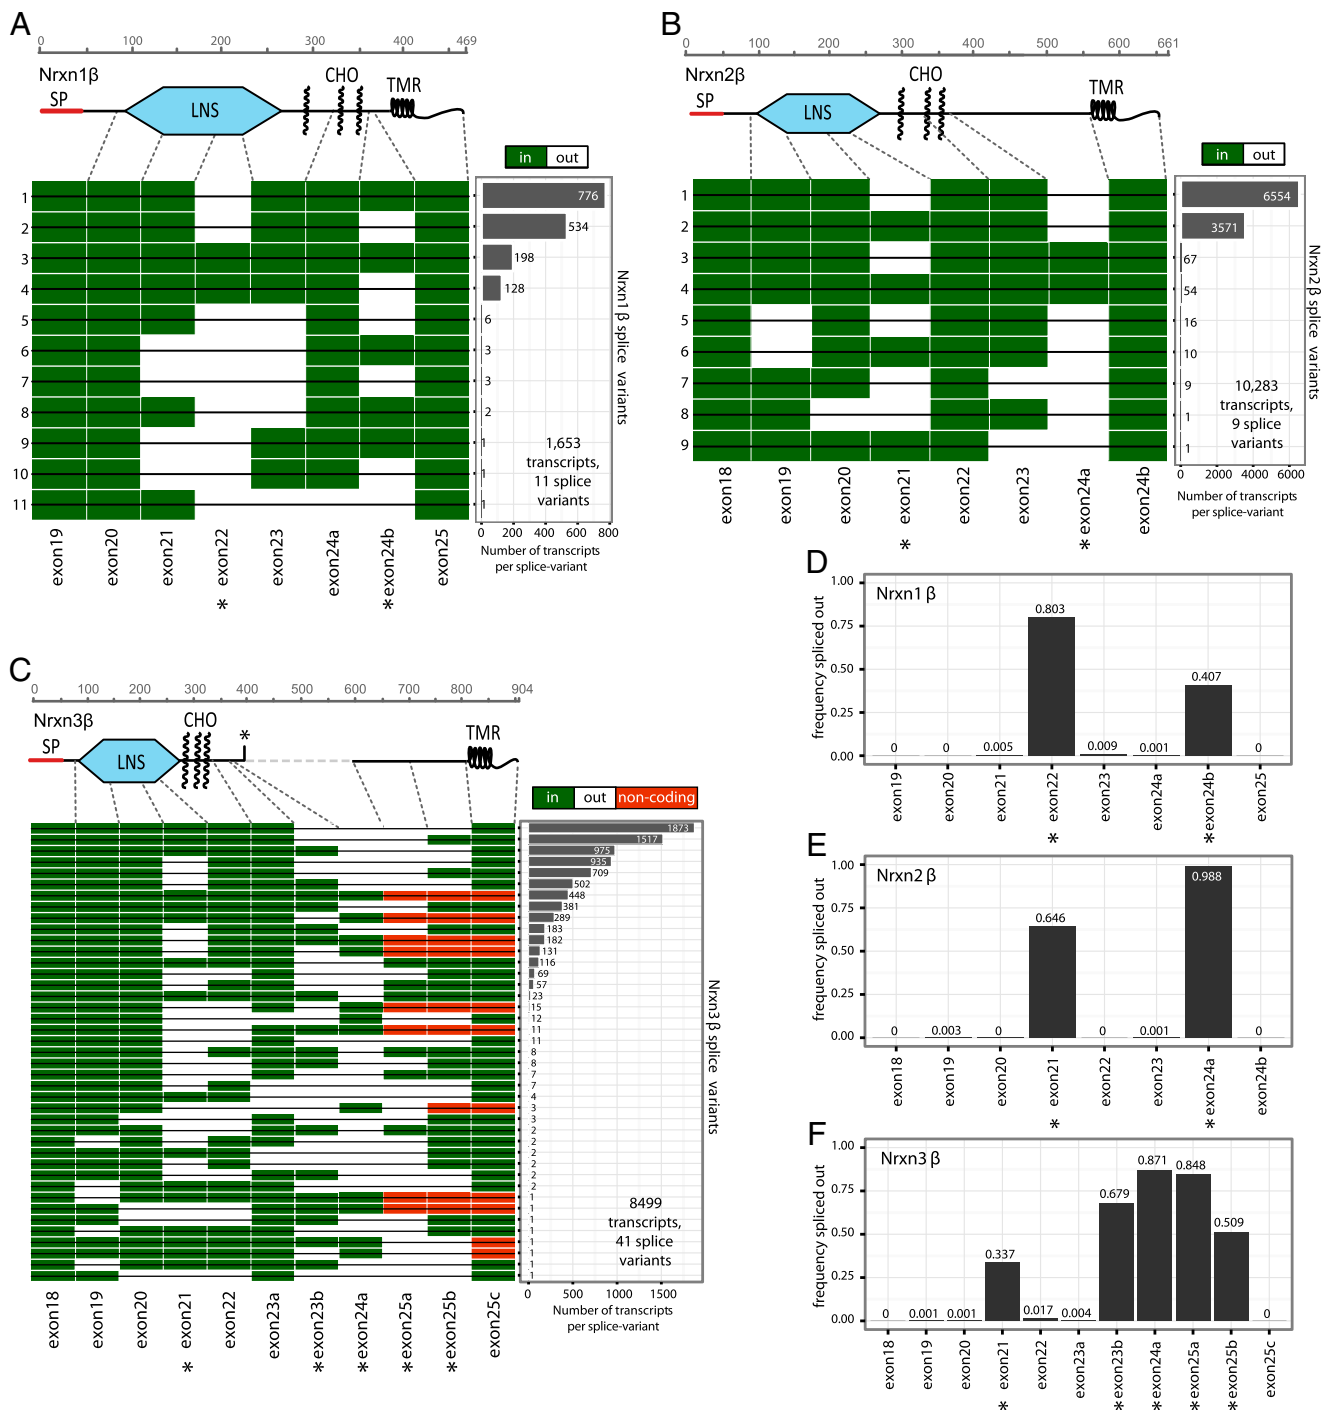 A
0 100 200 300 400 469
Nrxn1β
SP
LNS
CHO
TMR
in out
1 776
2 534
3 198
4 128
5 6
6 3
7 3
8 2
9 1
10 1
11 1
1,653
transcripts,
11 splice
variants
Nrxn1 β splice variants
0 200 400 600 800
Number of transcripts
per splice-variant
exon19
exon20
exon21
* exon22
exon23
exon24a
* exon24b
exon25
B
0 100 200 300 400 500 600 661
Nrxn2β
SP
LNS
CHO
TMR
in out
1 6554
2 3571
3 67
4 54
5 16
6 10
7 9
8 1
9 1
10,283
transcripts,
9 splice
variants
Nrxn2 β splice variants
0 2000 4000 6000
Number of transcripts
per splice-variant
exon18
exon19
exon20
* exon21
exon22
exon23
* exon24a
exon24b
C
0 100 200 300 400 500 600 700 800 904
Nrxn3β
SP
LNS
CHO
*
TMR
in out non-coding
1873
1517
975
935
709
502
448
381
289
183
182
131
116
69
57
23
15
12
11
11
8
8
7
7
4
3
3
2
2
2
2
2
2
1
1
1
1
1
1
1
1
8499
transcripts,
41 splice
variants
Nrxn3 β splice variants
0 500 1000 1500
Number of transcripts
per splice-variant
exon18
exon19
exon20
* exon21
exon22
exon23a
* exon23b
* exon24a
* exon25a
* exon25b
exon25c
D
Nrxn1 β
frequency spliced out
1.00
0.75
0.50
0.25
0.00
0 0 0.005 0.803 0.009 0.001 0.407 0
exon19
exon20
exon21
* exon22
exon23
exon24a
* exon24b
exon25
E
Nrxn2 β
frequency spliced out
1.00
0.75
0.50
0.25
0.00
0 0.003 0 0.646 0 0.001 0.988 0
exon18
exon19
exon20
* exon21
exon22
exon23
* exon24a
exon24b
F
Nrxn3 β
frequency spliced out
1.00
0.75
0.50
0.25
0.00
0 0.001 0.001 0.337 0.017 0.004 0.679 0.871 0.848 0.509 0
exon18
exon19
exon20
* exon21
exon22
exon23a
* exon23b
* exon24a
* exon25a
* exon25b
exon25c